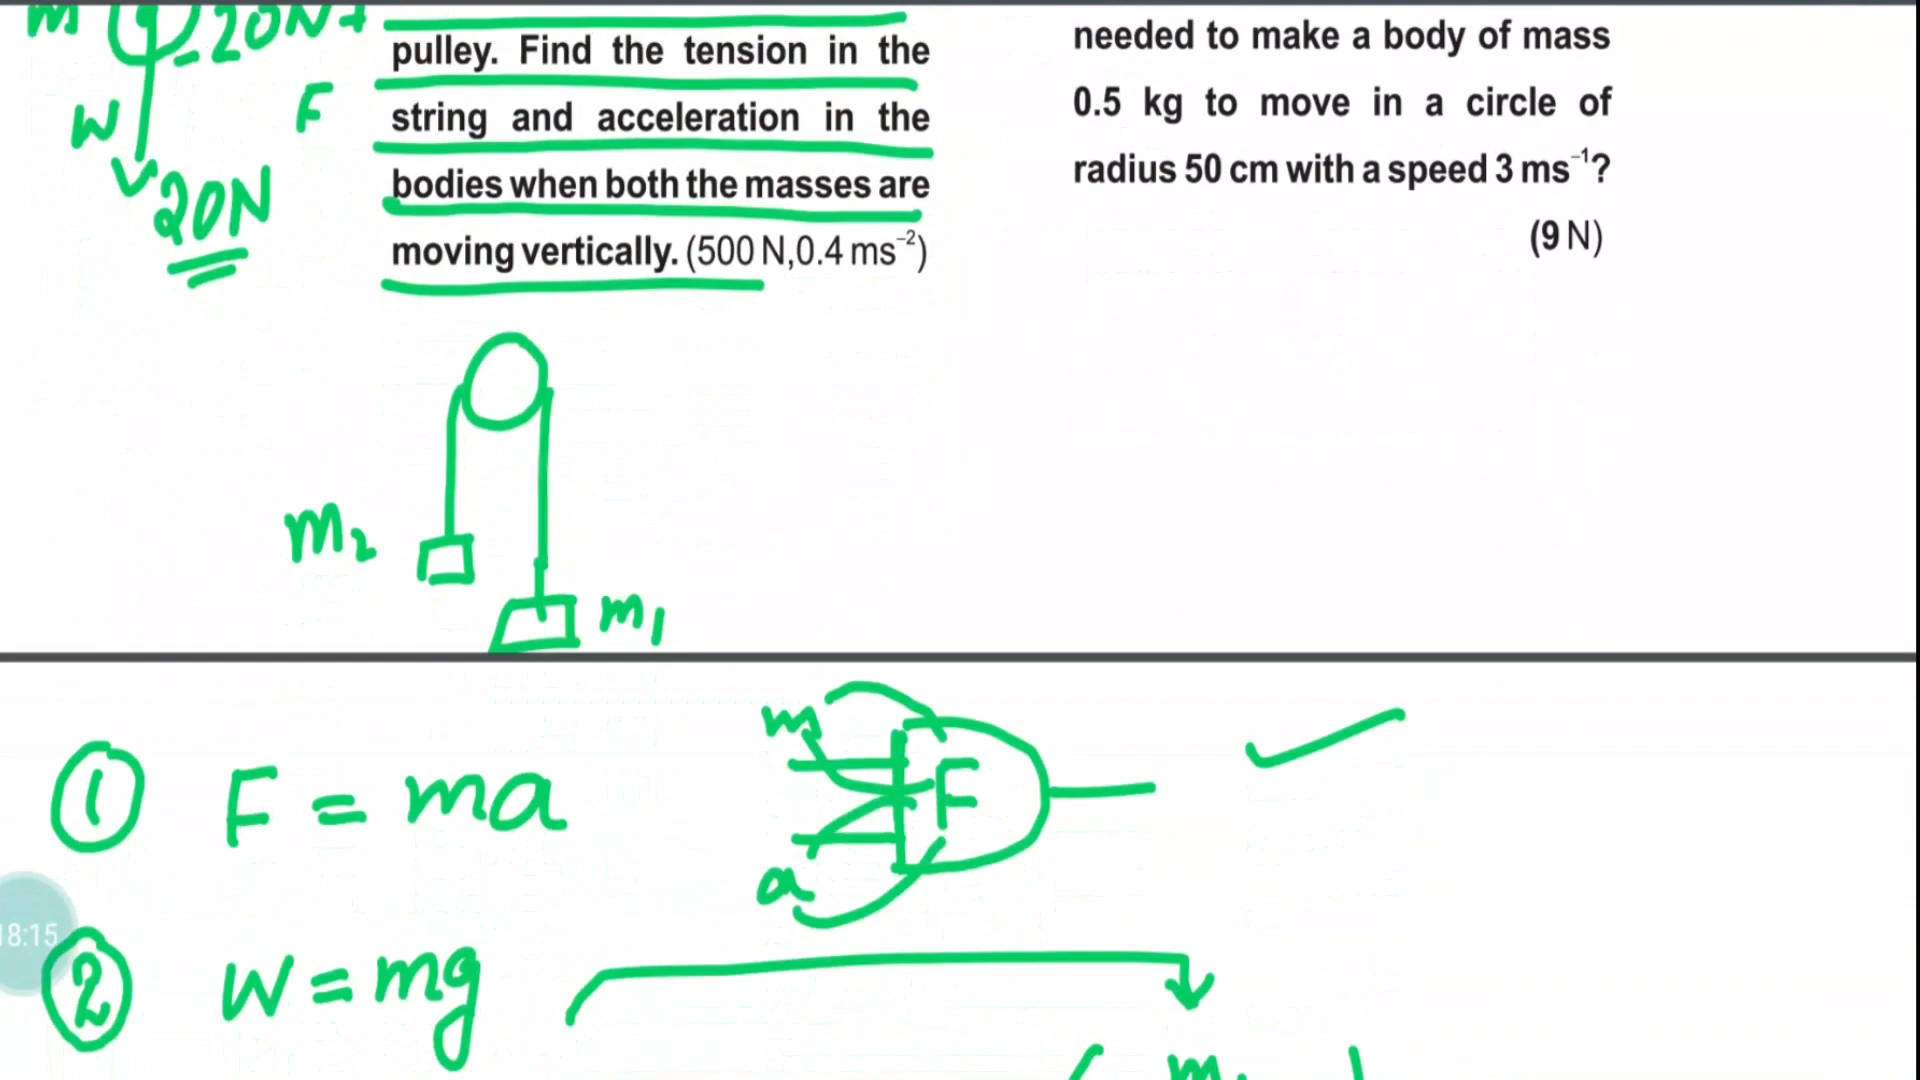 m 20N
W F
20N
pulley. Find the tension in the
string and acceleration in the
bodies when both the masses are
moving vertically. (500 N,0.4 ms⁻²)
m₂
m₁
needed to make a body of mass
0.5 kg to move in a circle of
radius 50 cm with a speed 3 ms⁻¹?
(9 N)
① F = ma
m
F
a
18:15
② W = mg